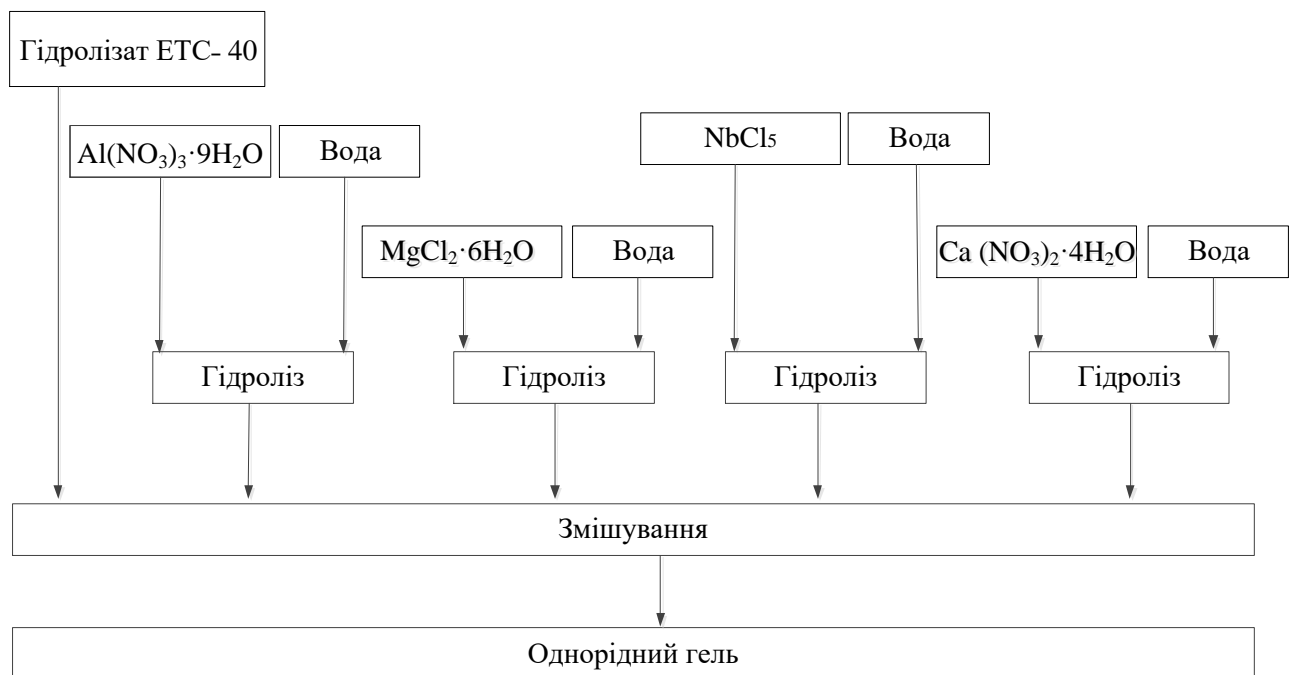 Гідролізат ЕТС- 40
Al(NO₃)₃·9H₂O
Вода
NbCl₅
Вода
MgCl₂·6H₂O
Вода
Ca (NO₃)₂·4H₂O
Вода
Гідроліз
Гідроліз
Гідроліз
Гідроліз
Змішування
Однорідний гель